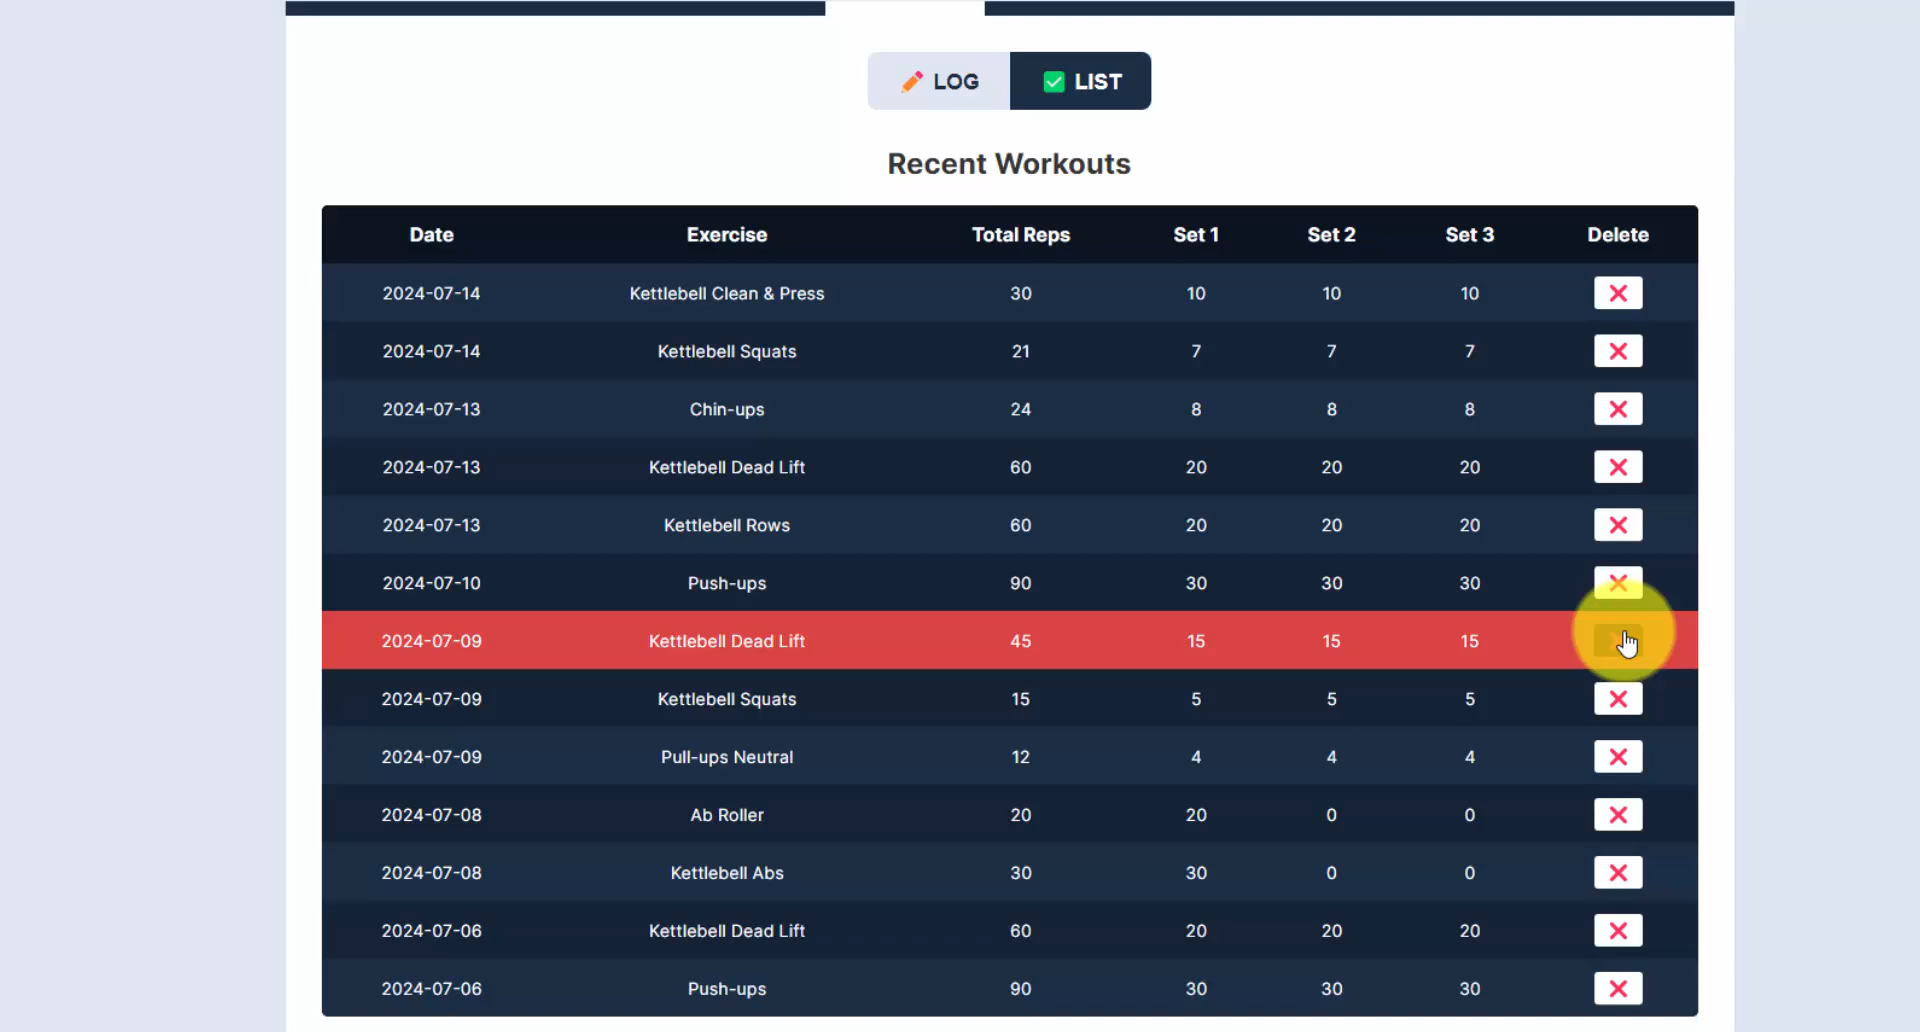 LOG LIST
Recent Workouts
Date Exercise Total Reps Set 1 Set 2 Set 3 Delete
2024-07-14 Kettlebell Clean & Press 30 10 10 10
2024-07-14 Kettlebell Squats 21 7 7 7
2024-07-13 Chin-ups 24 8 8 8
2024-07-13 Kettlebell Dead Lift 60 20 20 20
2024-07-13 Kettlebell Rows 60 20 20 20
2024-07-10 Push-ups 90 30 30 30
2024-07-09 Kettlebell Dead Lift 45 15 15 15
2024-07-09 Kettlebell Squats 15 5 5 5
2024-07-09 Pull-ups Neutral 12 4 4 4
2024-07-08 Ab Roller 20 20 0 0
2024-07-08 Kettlebell Abs 30 30 0 0
2024-07-06 Kettlebell Dead Lift 60 20 20 20
2024-07-06 Push-ups 90 30 30 30